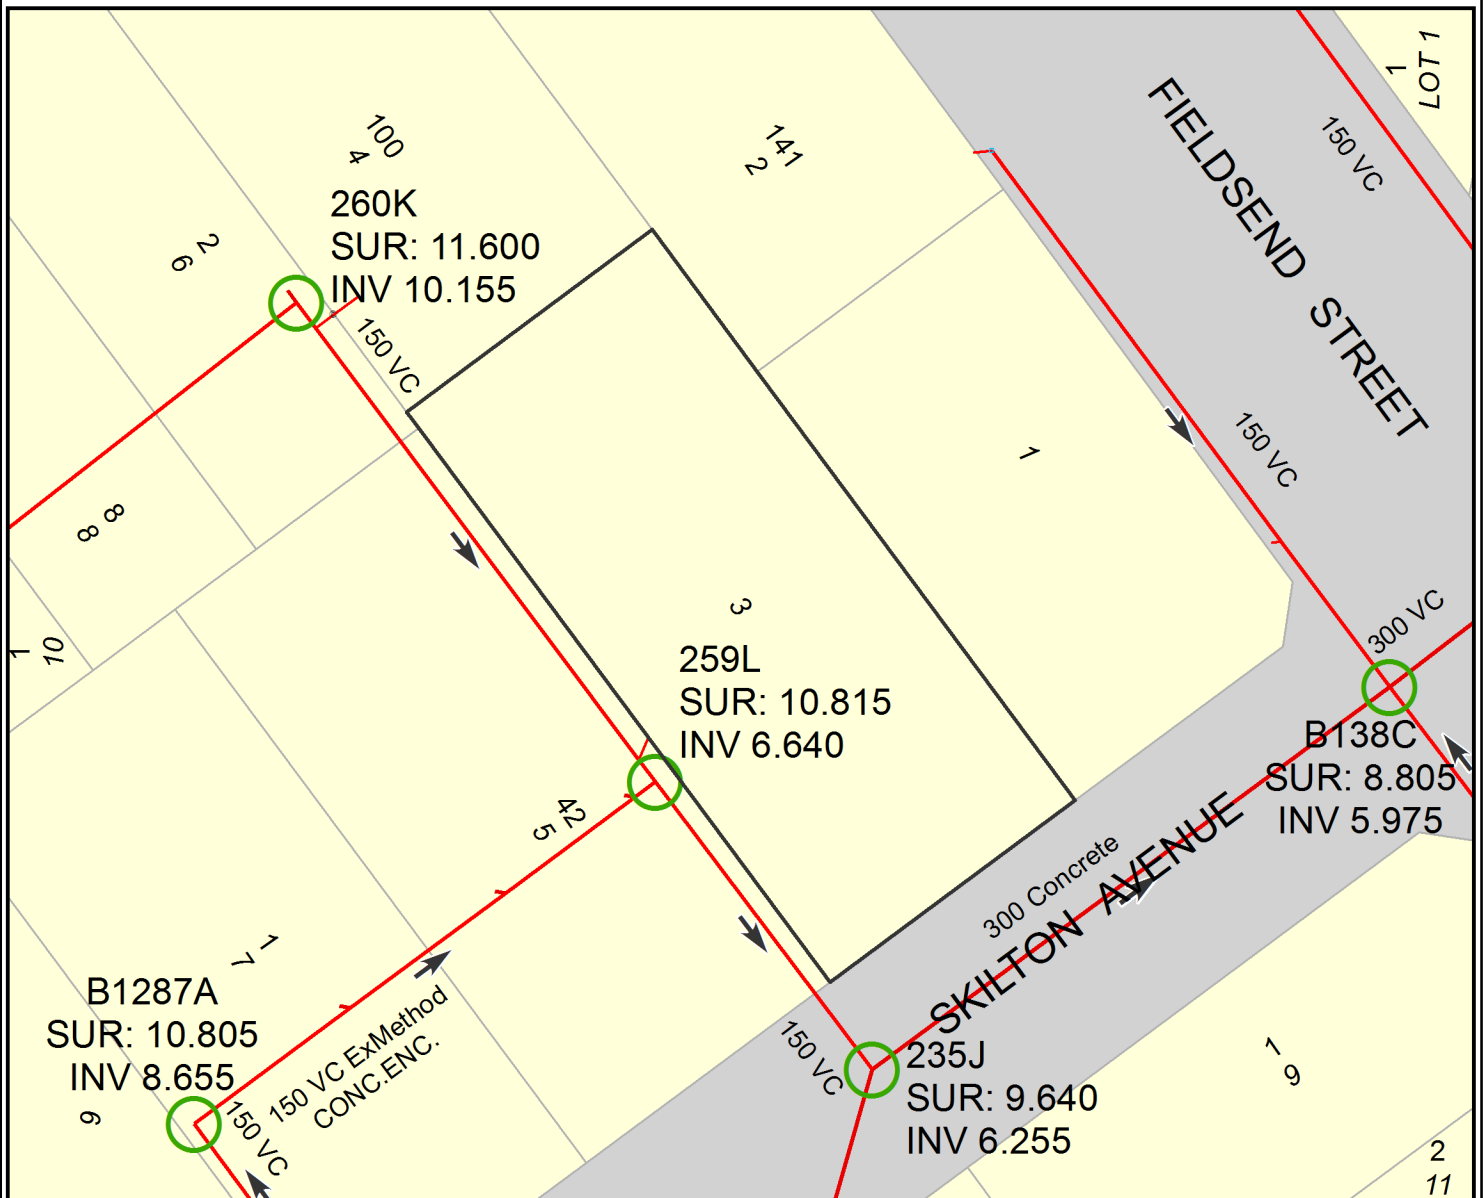 LOT 1
1
150 VC
FIELDSEND STREET
100
4
141
2
260K
SUR: 11.600
INV 10.155
2
6
150 VC
1
150 VC
8
8
3
300 VC
1
10
259L
SUR: 10.815
INV 6.640
B138C
SUR: 8.805
INV 5.975
42
5
300 Concrete
SKILTON AVENUE
1
7
B1287A
SUR: 10.805
INV 8.655
150 VC ExMethod
CONC.ENC.
150 VC
235J
SUR: 9.640
INV 6.255
1
9
9
150 VC
2
11